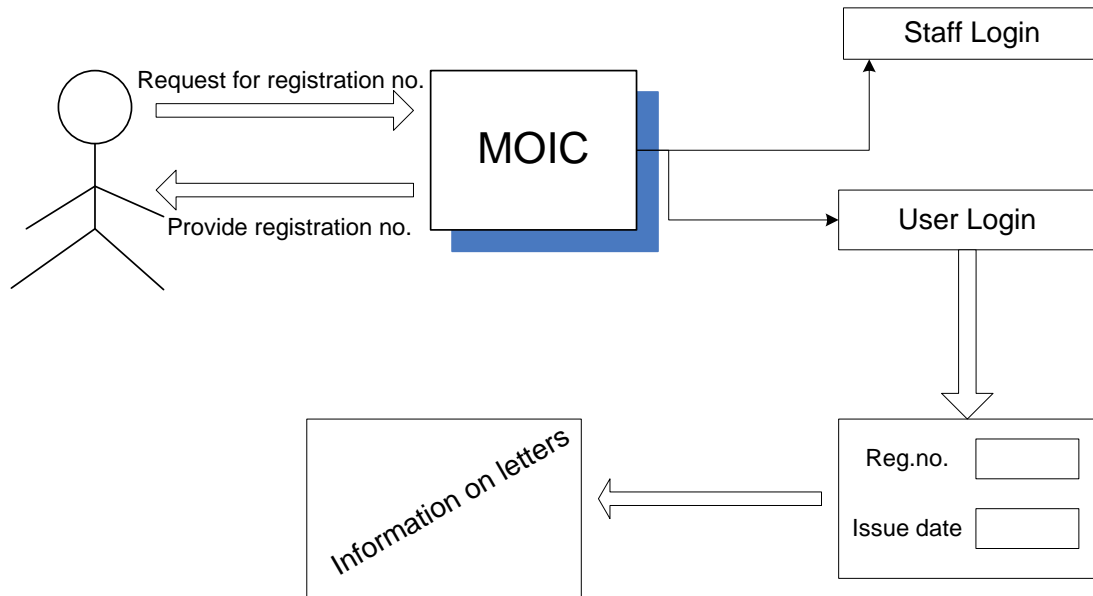 Staff Login
Request for registration no.
MOIC
Provide registration no.
User Login
Reg.no.
Issue date
Information on letters